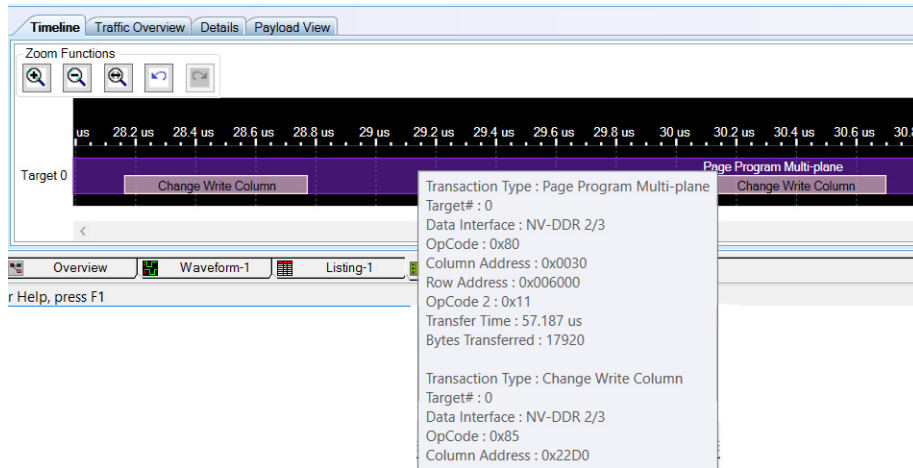 Timeline Traffic Overview Details Payload View
Zoom Functions
us 28.2 us 28.4 us 28.6 us 28.8 us 29 us 29.2 us 29.4 us 29.6 us 29.8 us 30 us 30.2 us 30.4 us 30.6 us 30.8
Page Program Multi-plane
Target 0
Change Write Column Change Write Column
Transaction Type : Page Program Multi-plane
Target# : 0
Data Interface : NV-DDR 2/3
OpCode : 0x80
Column Address : 0x0030
Row Address : 0x006000
OpCode 2 : 0x11
Transfer Time : 57.187 us
Bytes Transferred : 17920
Transaction Type : Change Write Column
Target# : 0
Data Interface : NV-DDR 2/3
OpCode : 0x85
Column Address : 0x22D0
Overview Waveform-1 Listing-1
r Help, press F1